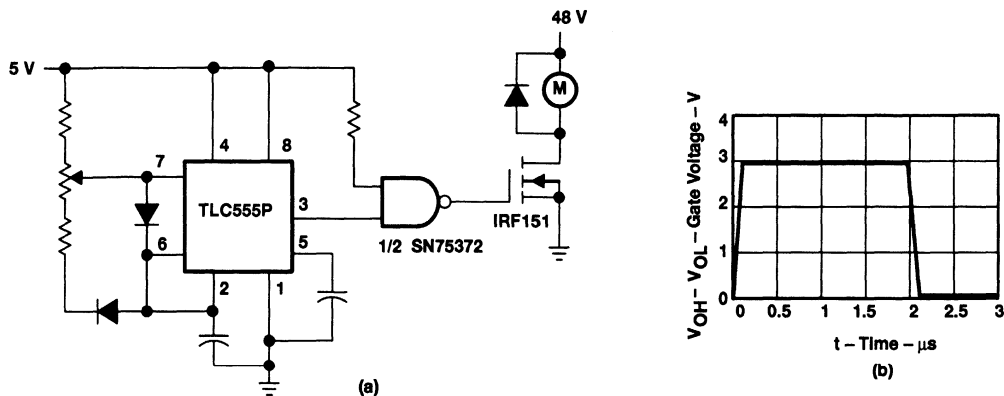 48 V
5 V
M
4
8
7
TLC555P
3
6
5
2
1
1/2 SN75372
IRF151
(a)
VOH – VOL – Gate Voltage – V
4
3
2
1
0
0 0.5 1 1.5 2 2.5 3
t – Time – μs
(b)